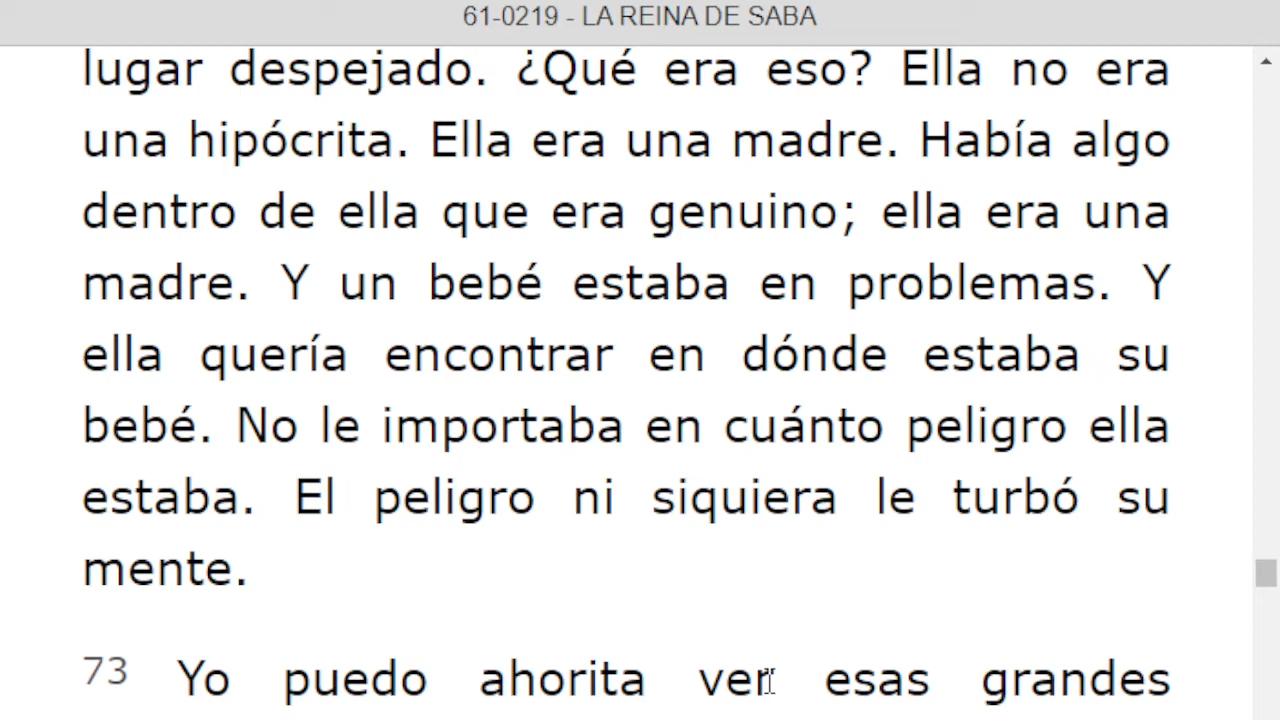 61-0219 - LA REINA DE SABA
lugar despejado. ¿Qué era eso? Ella no era
una hipócrita. Ella era una madre. Había algo
dentro de ella que era genuino; ella era una
madre. Y un bebé estaba en problemas. Y
ella quería encontrar en dónde estaba su
bebé. No le importaba en cuánto peligro ella
estaba. El peligro ni siquiera le turbó su
mente.
73 Yo puedo ahorita ver esas grandes